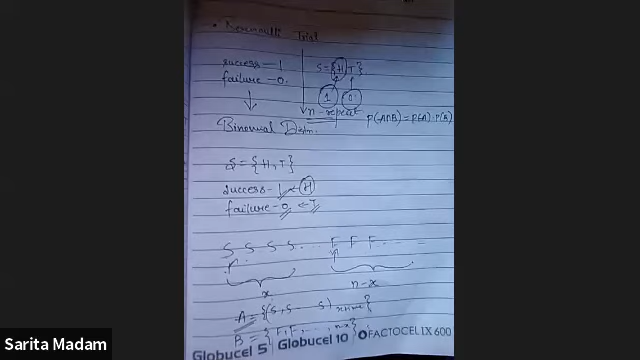 • Bernoulli Trial
success – 1
failure – 0
S = {H, T}
1 0
n – repeat
P(A∩B) = P(A) · P(B)
Binomial Distn.
S = {H, T}
success – 1 ← H
failure – 0 ← T
S S S S . . . F F F . . . –
x
n – x
A = {(S, S – – S) x times}
B = {F, F, . . . , n-x}
Globucel 5 Globucel 10 FACTOCEL IX 600
Sarita Madam